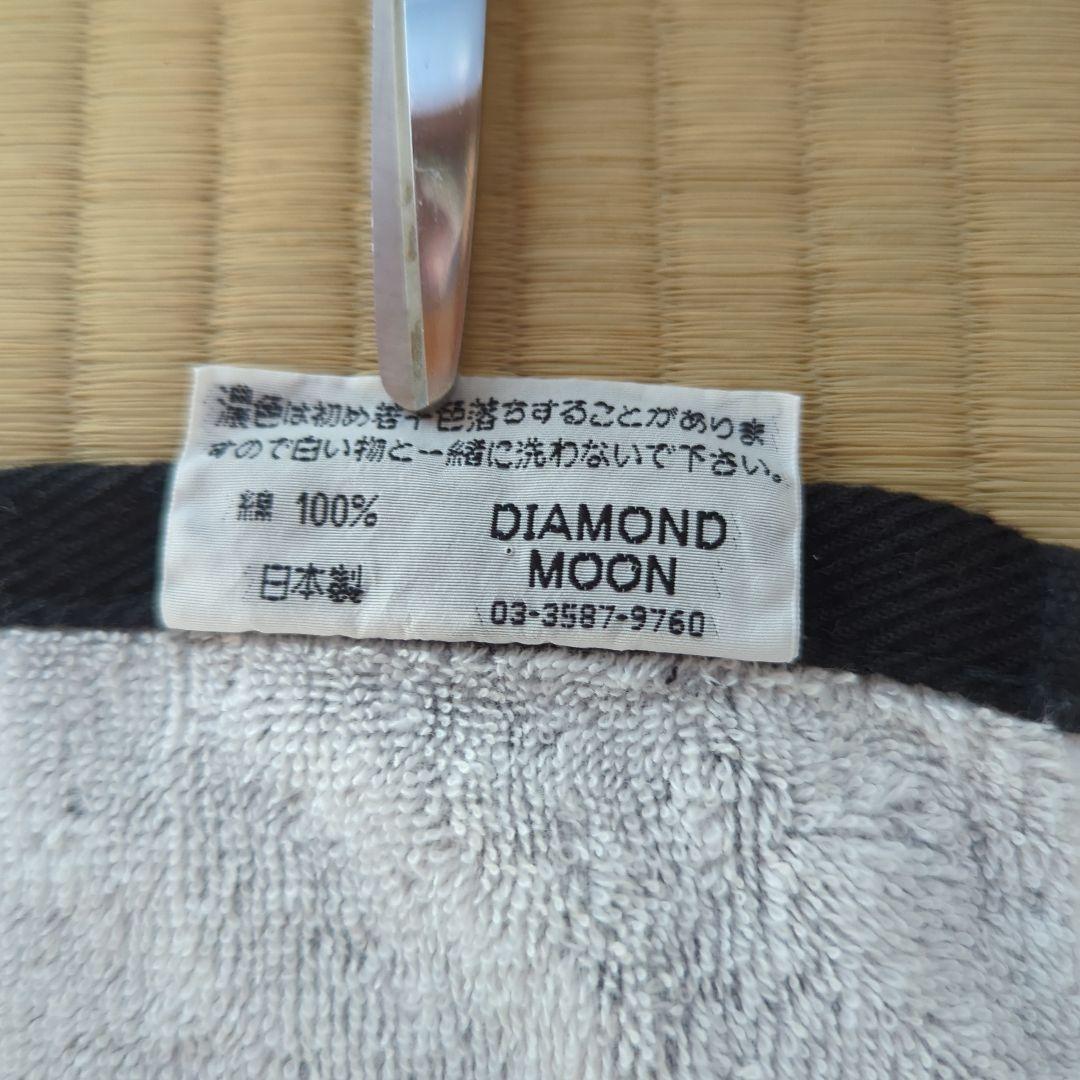 濃色は初め若干色落ちすることがありま
すので白い物と一緒に洗わないで下さい。
綿 100%
日本製
DIAMOND
MOON
03-3587-9760